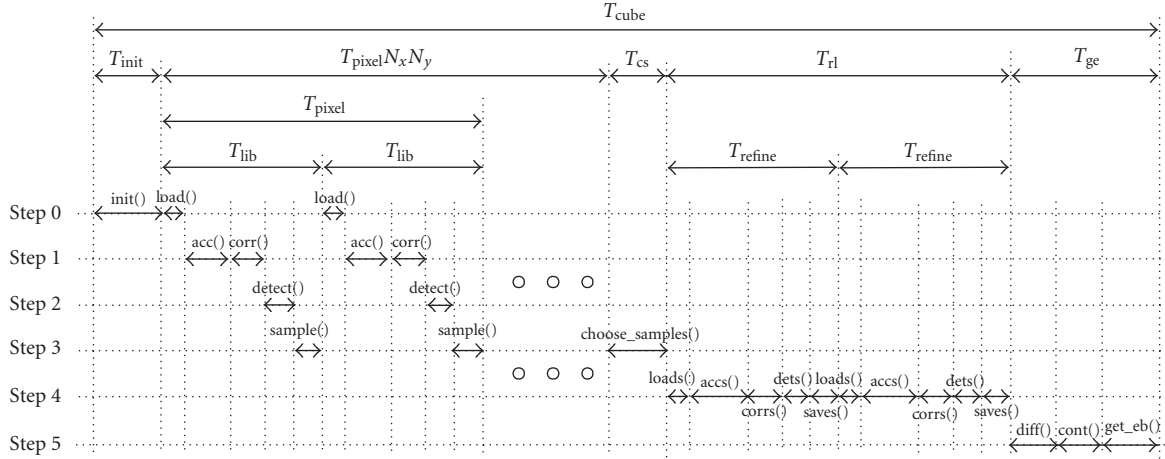 T_cube
T_init T_pixel N_x N_y T_cs T_rl T_ge
T_pixel
T_lib T_lib T_refine T_refine
Step 0 init() load() load()
Step 1 acc() corr() acc() corr()
Step 2 detect() detect()
Step 3 sample() sample() choose_samples()
Step 4 loads() accs() corrs() dets() saves() loads() accs() corrs() dets() saves()
Step 5 diff() cont() get_eb()